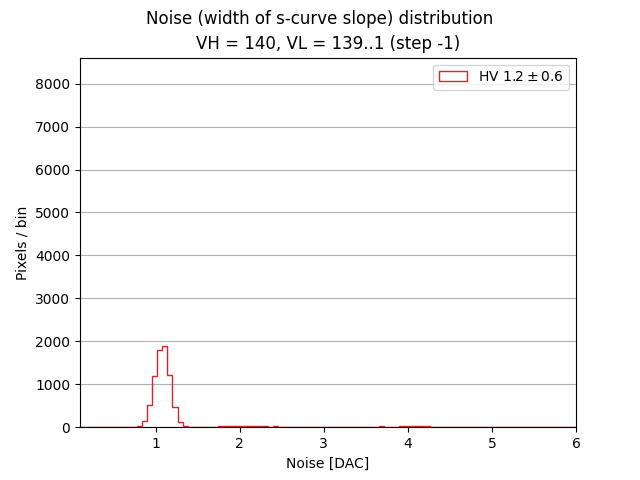 Noise (width of s-curve slope) distribution
VH = 140, VL = 139..1 (step -1)
HV 1.2 ± 0.6
8000
7000
6000
5000
4000
3000
2000
1000
0
Pixels / bin
1 2 3 4 5 6
Noise [DAC]